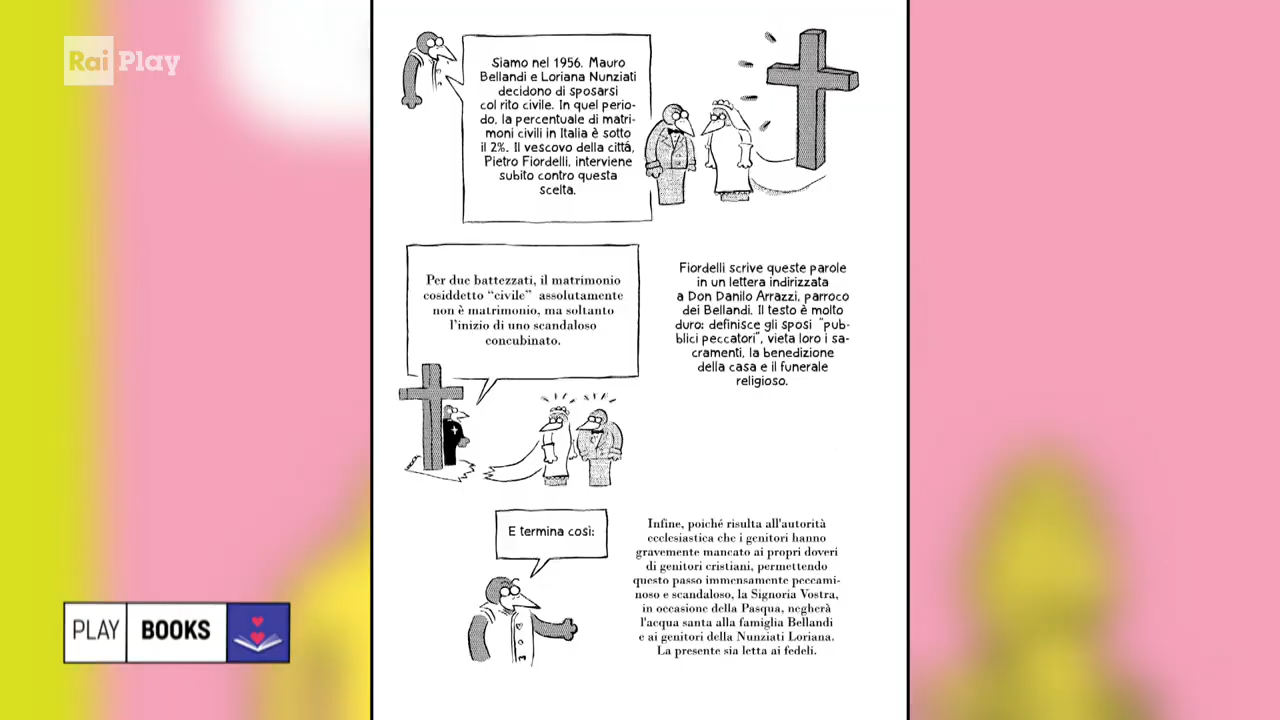 Rai Play
Siamo nel 1956. Mauro
Bellandi e Loriana Nunziati
decidono di sposarsi
col rito civile. In quel perio-
do, la percentuale di matri-
moni civili in Italia è sotto
il 2%. Il vescovo della città,
Pietro Fiordelli, interviene
subito contro questa
scelta.
Per due battezzati, il matrimonio
cosiddetto “civile” assolutamente
non è matrimonio, ma soltanto
l'inizio di uno scandaloso
concubinato.
Fiordelli scrive queste parole
in un lettera indirizzata
a Don Danilo Arrazzi, parroco
dei Bellandi. Il testo è molto
duro: definisce gli sposi “pub-
blici peccatori”, vieta loro i sa-
cramenti, la benedizione
della casa e il funerale
religioso.
E termina così:
Infine, poiché risulta all'autorità
ecclesiastica che i genitori hanno
gravemente mancato ai propri doveri
di genitori cristiani, permettendo
questo passo immensamente peccami-
noso e scandaloso, la Signoria Vostra,
in occasione della Pasqua, negherà
l'acqua santa alla famiglia Bellandi
e ai genitori della Nunziati Loriana.
La presente sia letta ai fedeli.
PLAY BOOKS